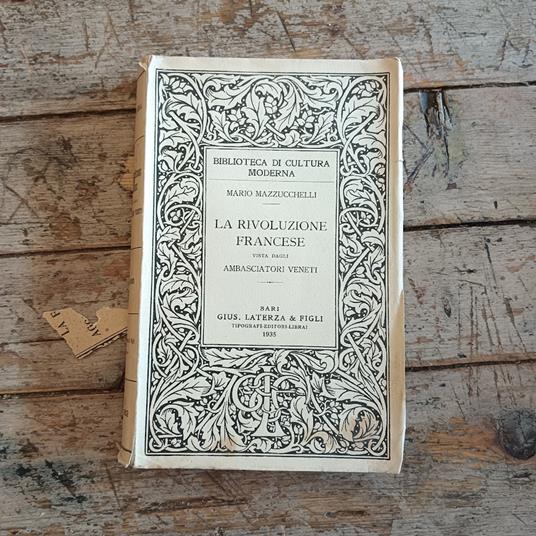 BIBLIOTECA DI CULTURA
MODERNA
MARIO MAZZUCCHELLI
LA RIVOLUZIONE
FRANCESE
VISTA DAGLI
AMBASCIATORI VENETI
BARI
GIUS. LATERZA & FIGLI
TIPOGRAFI-EDITORI-LIBRAI
1935
LA F